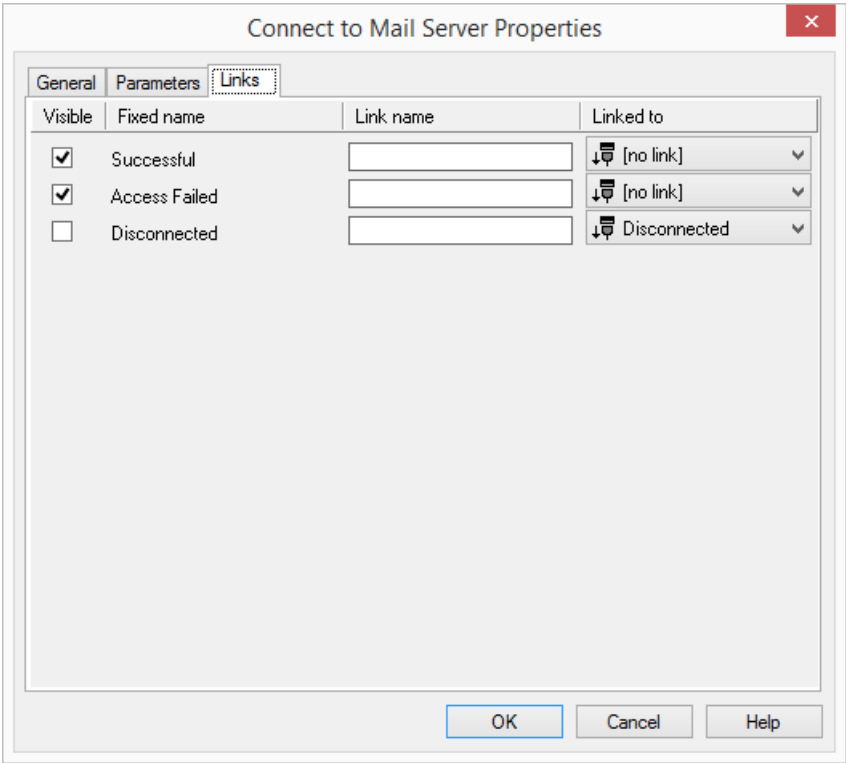 Connect to Mail Server Properties
General Parameters Links
Visible Fixed name Link name Linked to
Successful [no link]
Access Failed [no link]
Disconnected Disconnected
OK Cancel Help